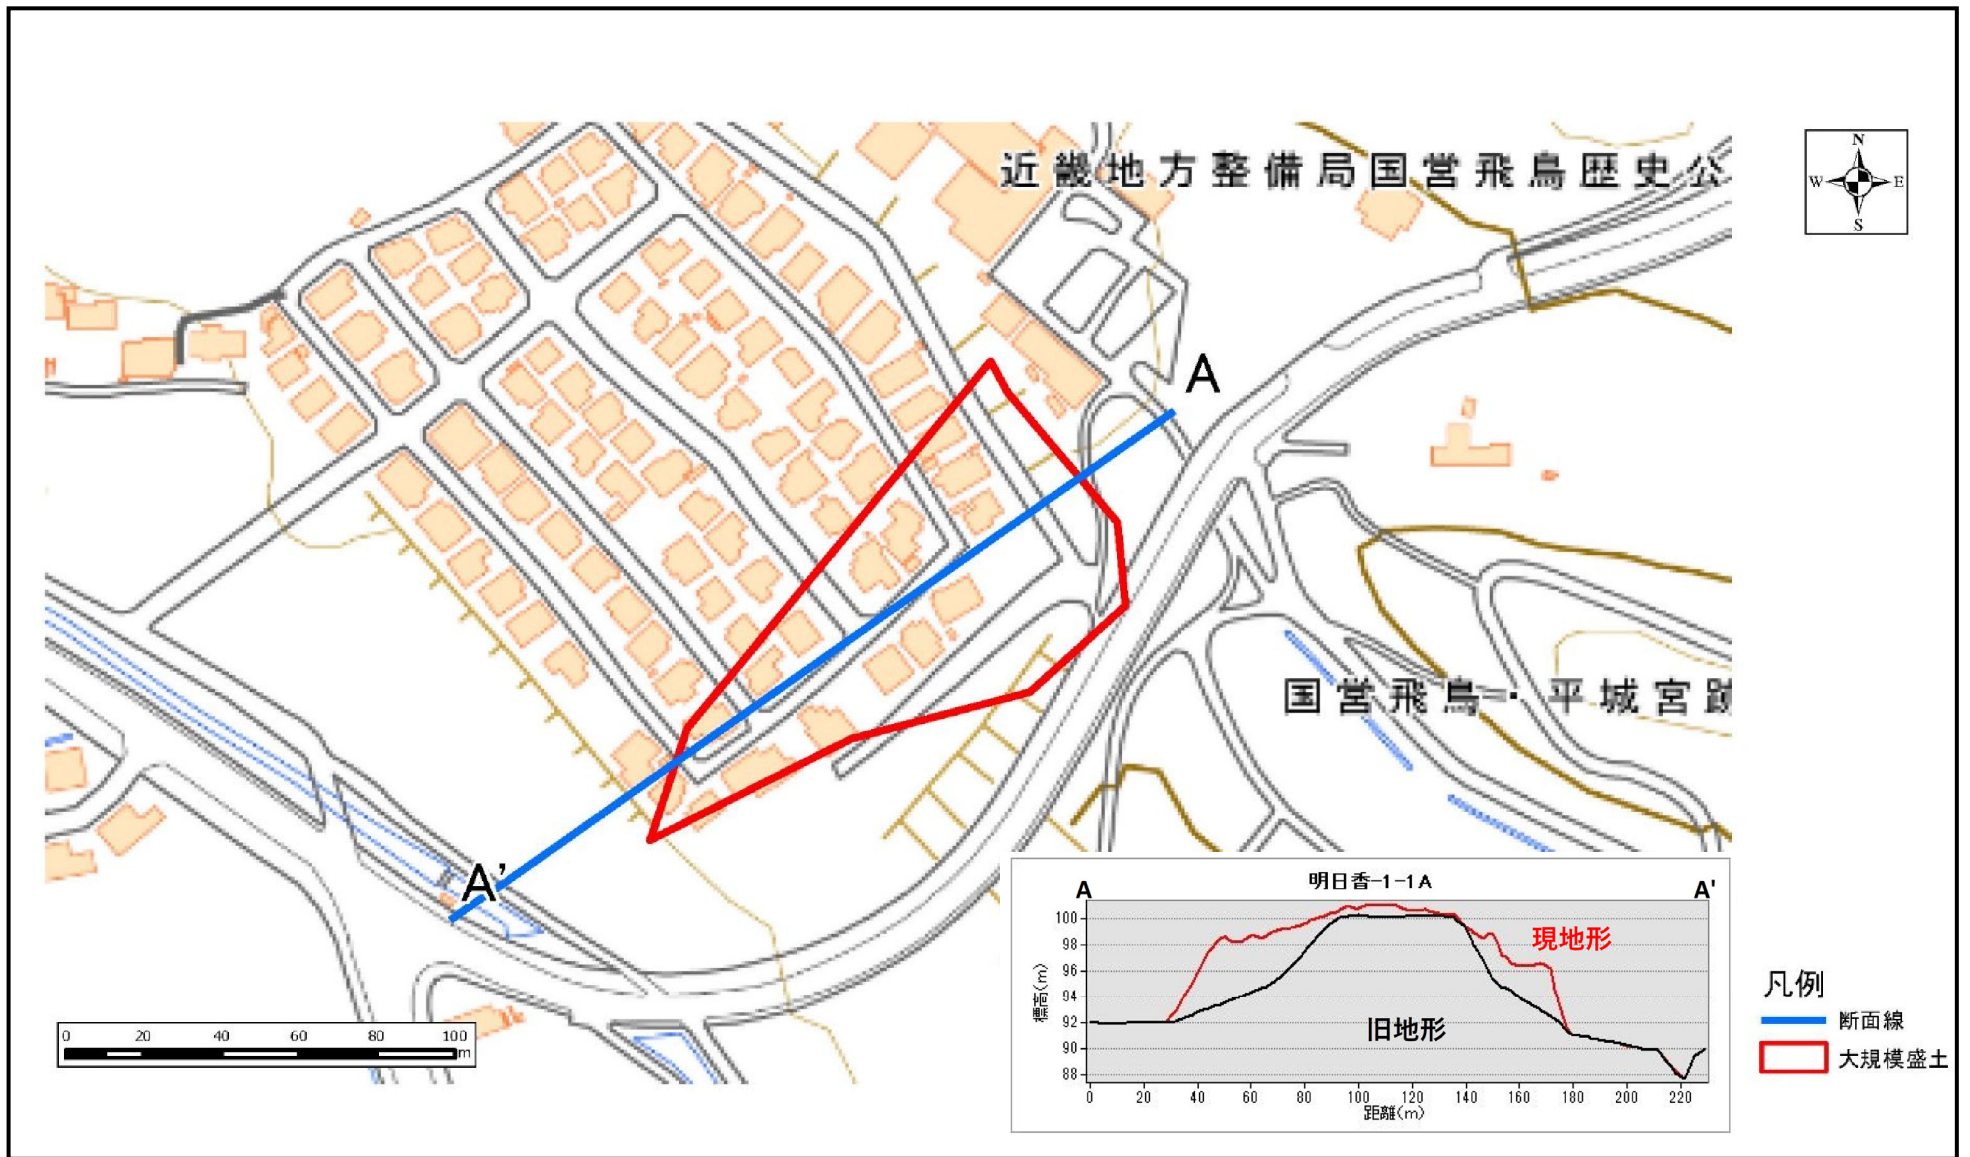 近畿地方整備局国営飛鳥歴史公
N
W E
S
A
国営飛鳥・平城宮跡
A'
0 20 40 60 80 100
m
明日香-1-1A
A A'
標高(m)
100
98
96
94
92
90
88
現地形
旧地形
0 20 40 60 80 100 120 140 160 180 200 220
距離(m)
凡例
断面線
大規模盛土